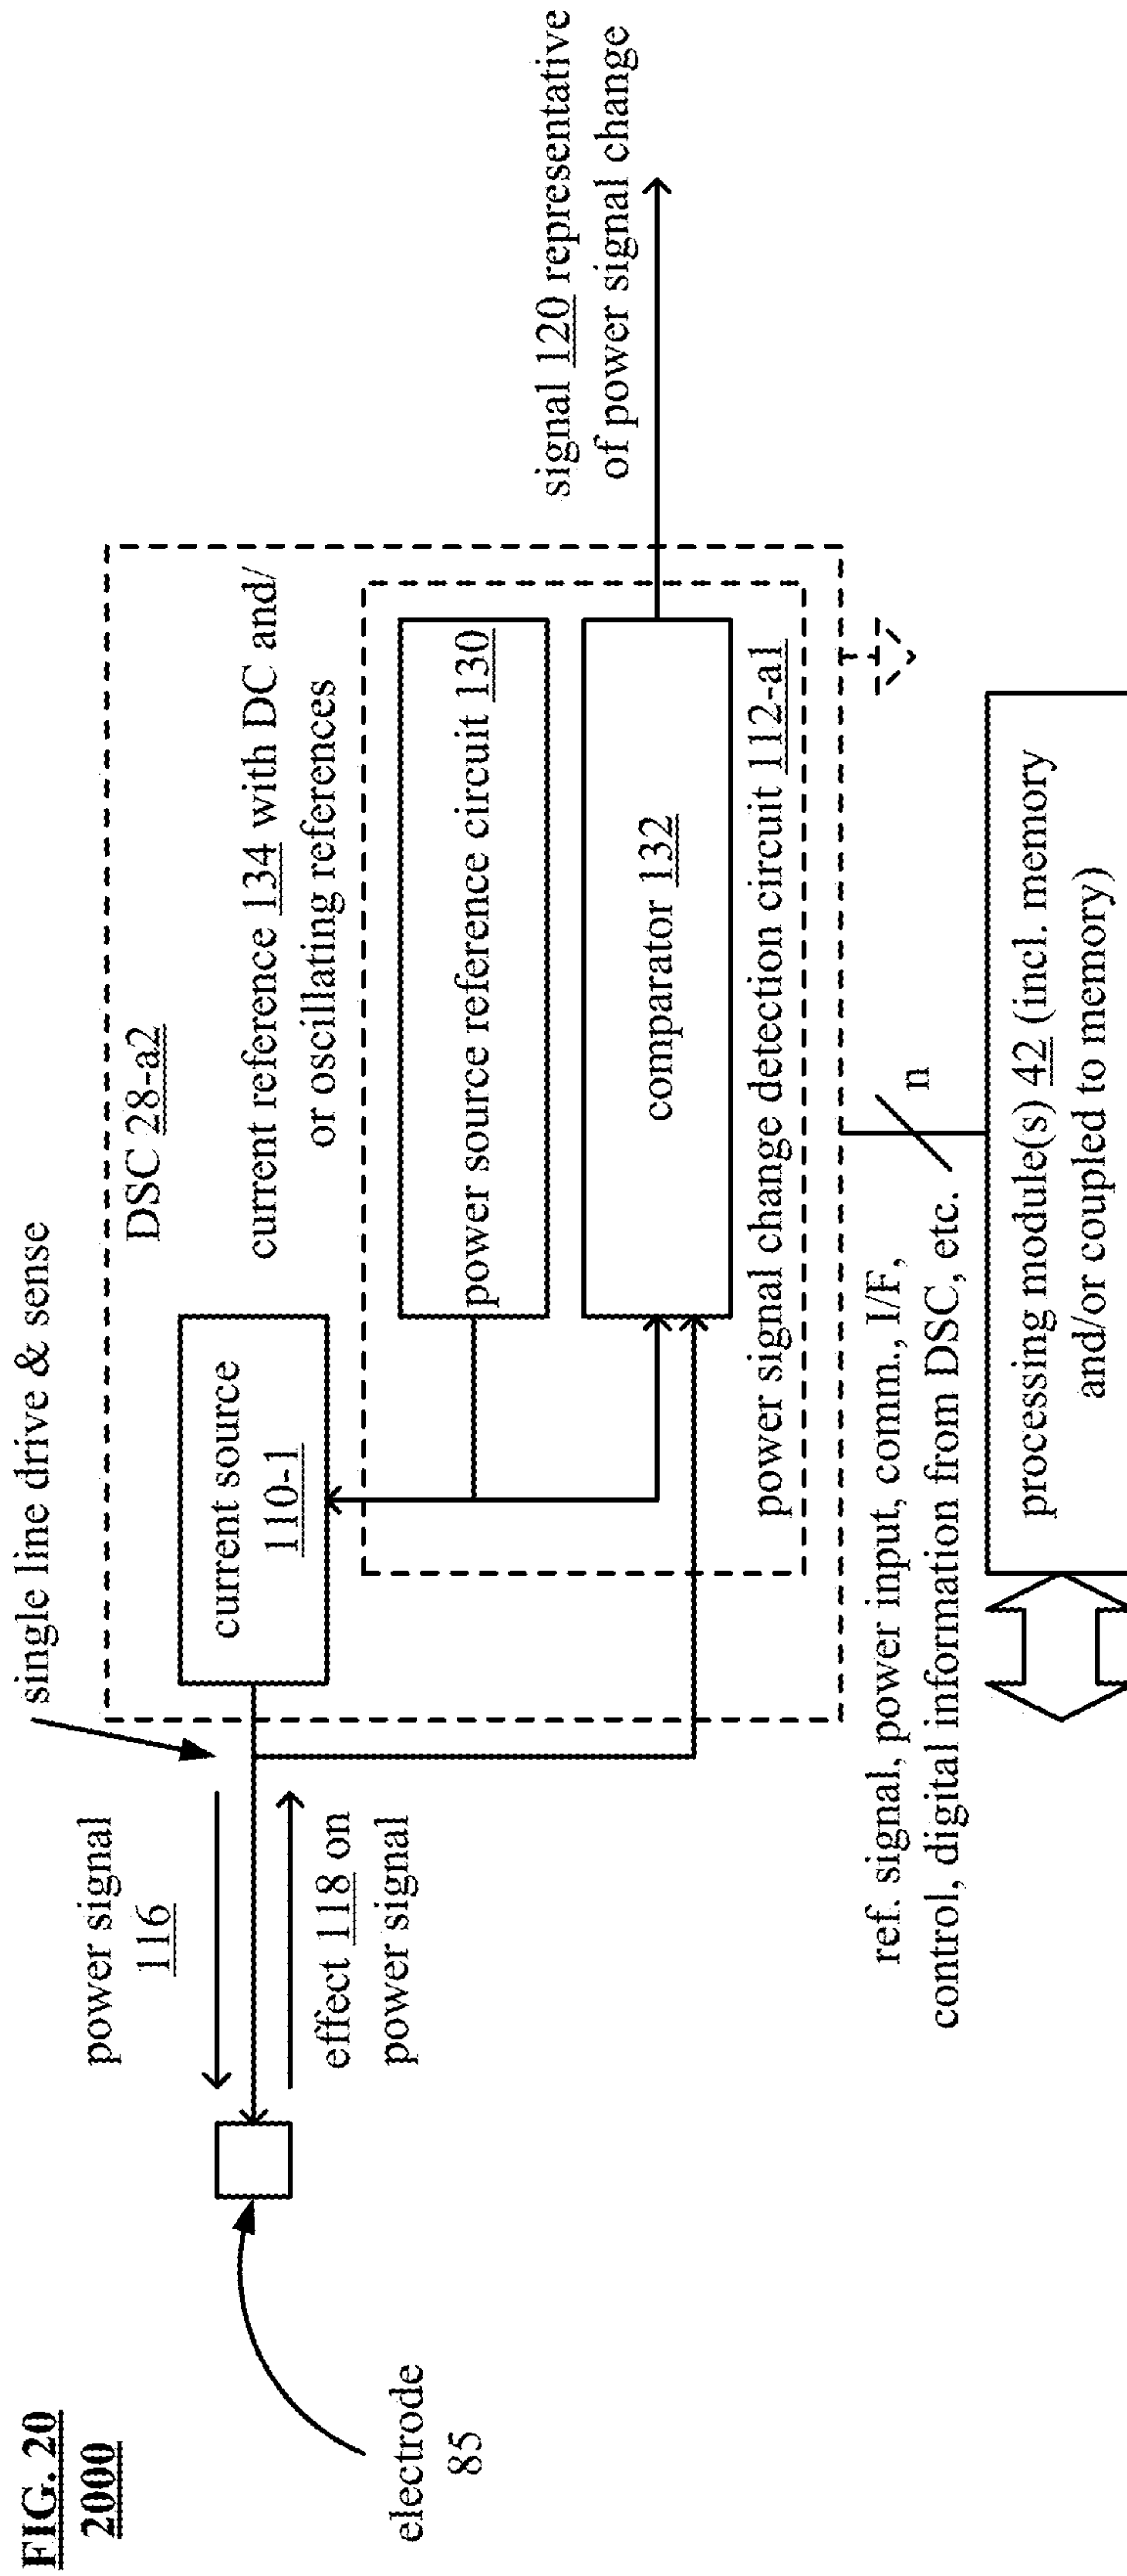 FIG. 20
2000
single line drive & sense
power signal
116
effect 118 on
power signal
electrode
85
DSC 28-a2
current source
110-1
current reference 134 with DC and/
or oscillating references
power source reference circuit 130
comparator 132
power signal change detection circuit 112-a1
signal 120 representative
of power signal change
ref. signal, power input, comm., I/F,
control, digital information from DSC, etc.
n
processing module(s) 42 (incl. memory
and/or coupled to memory)